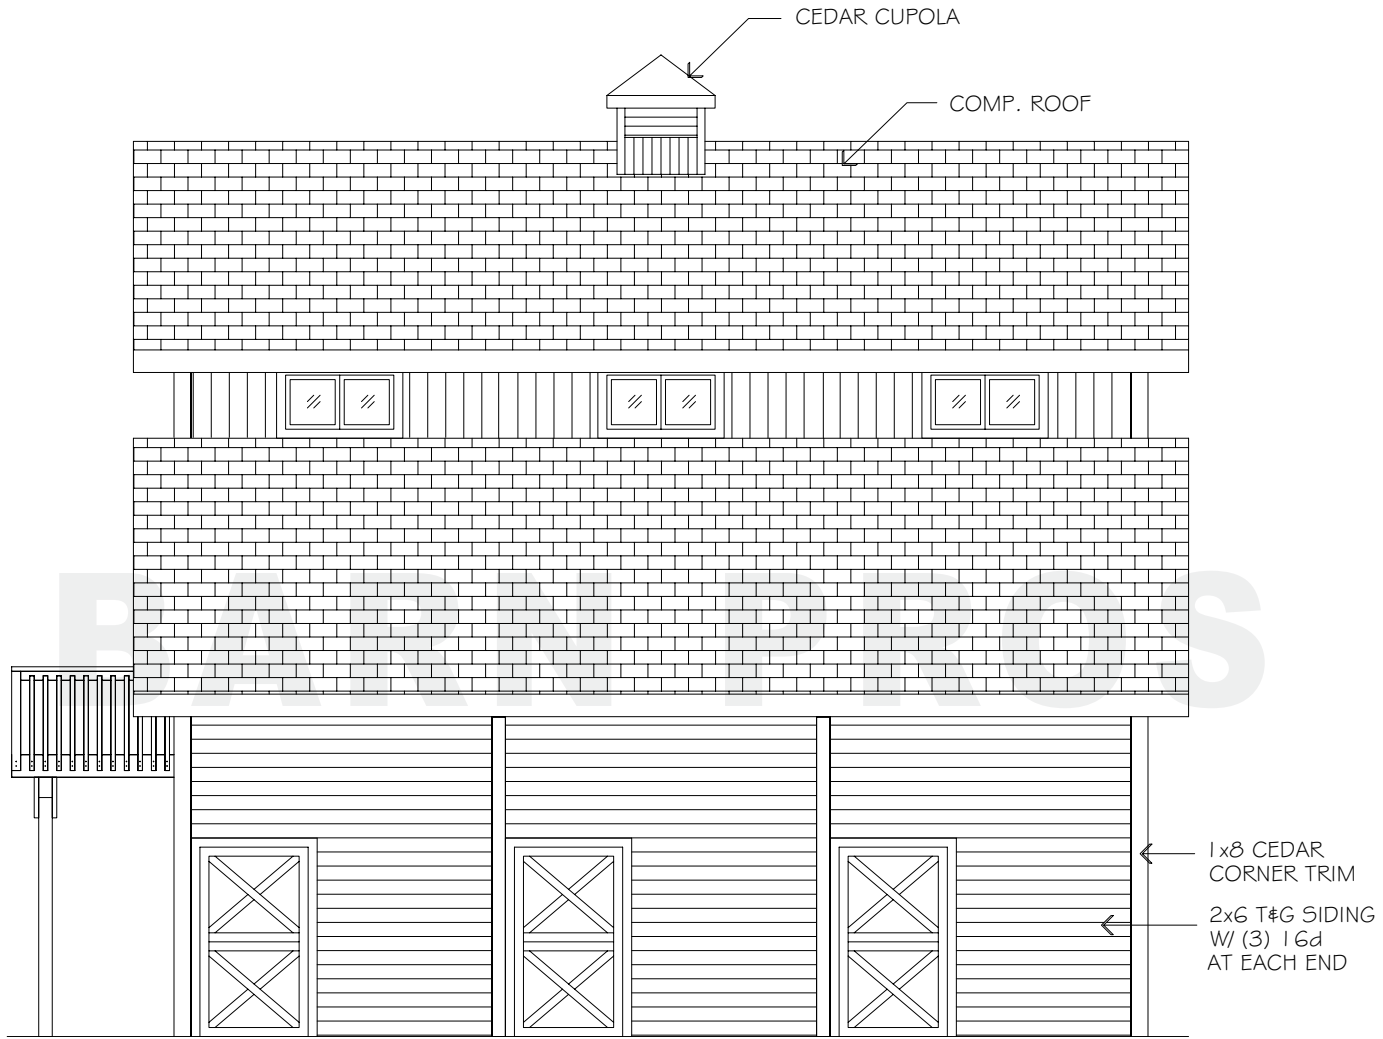 CEDAR CUPOLA
COMP. ROOF
BARN PROS
1x8 CEDAR
CORNER TRIM
2x6 T&G SIDING
W/ (3) 16d
AT EACH END